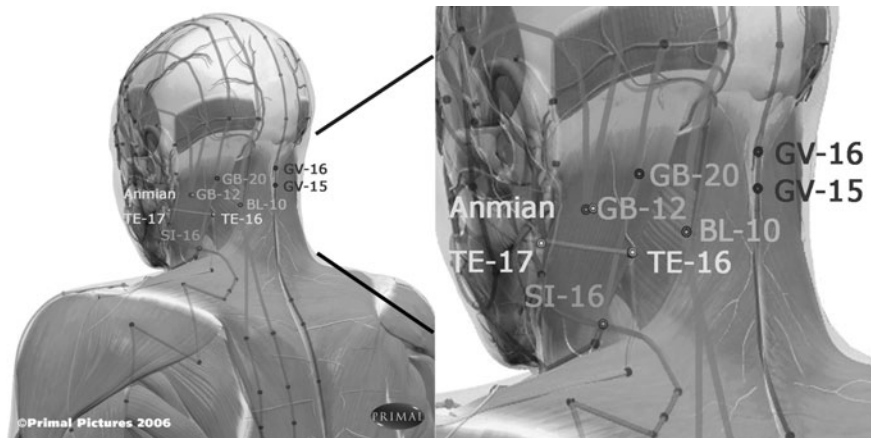 GV-16
GB-20
GV-15
Anmian
GB-12
BL-10
TE-17
TE-16
SI-16
©Primal Pictures 2006
PRIMAL
GV-16
GB-20
GV-15
Anmian
GB-12
BL-10
TE-17
TE-16
SI-16